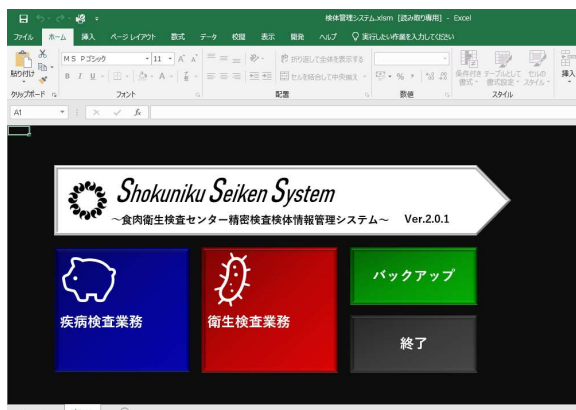 検体管理システム.xlsm [読み取り専用] - Excel
ファイル ホーム 挿入 ページレイアウト 数式 データ 校閲 表示 開発 ヘルプ 実行したい作業を入力してください
貼り付け
MS Pゴシック 11 A A
折り返して全体を表示する
B I U A
セルを結合して中央揃え
% ,
条件付き書式
テーブルとして書式設定
セルのスタイル
挿入
クリップボード フォント 配置 数値 スタイル
A1 fx
Shokuniku Seiken System
～食肉衛生検査センター精密検査検体情報管理システム～ Ver.2.0.1
疾病検査業務
衛生検査業務
バックアップ
終了